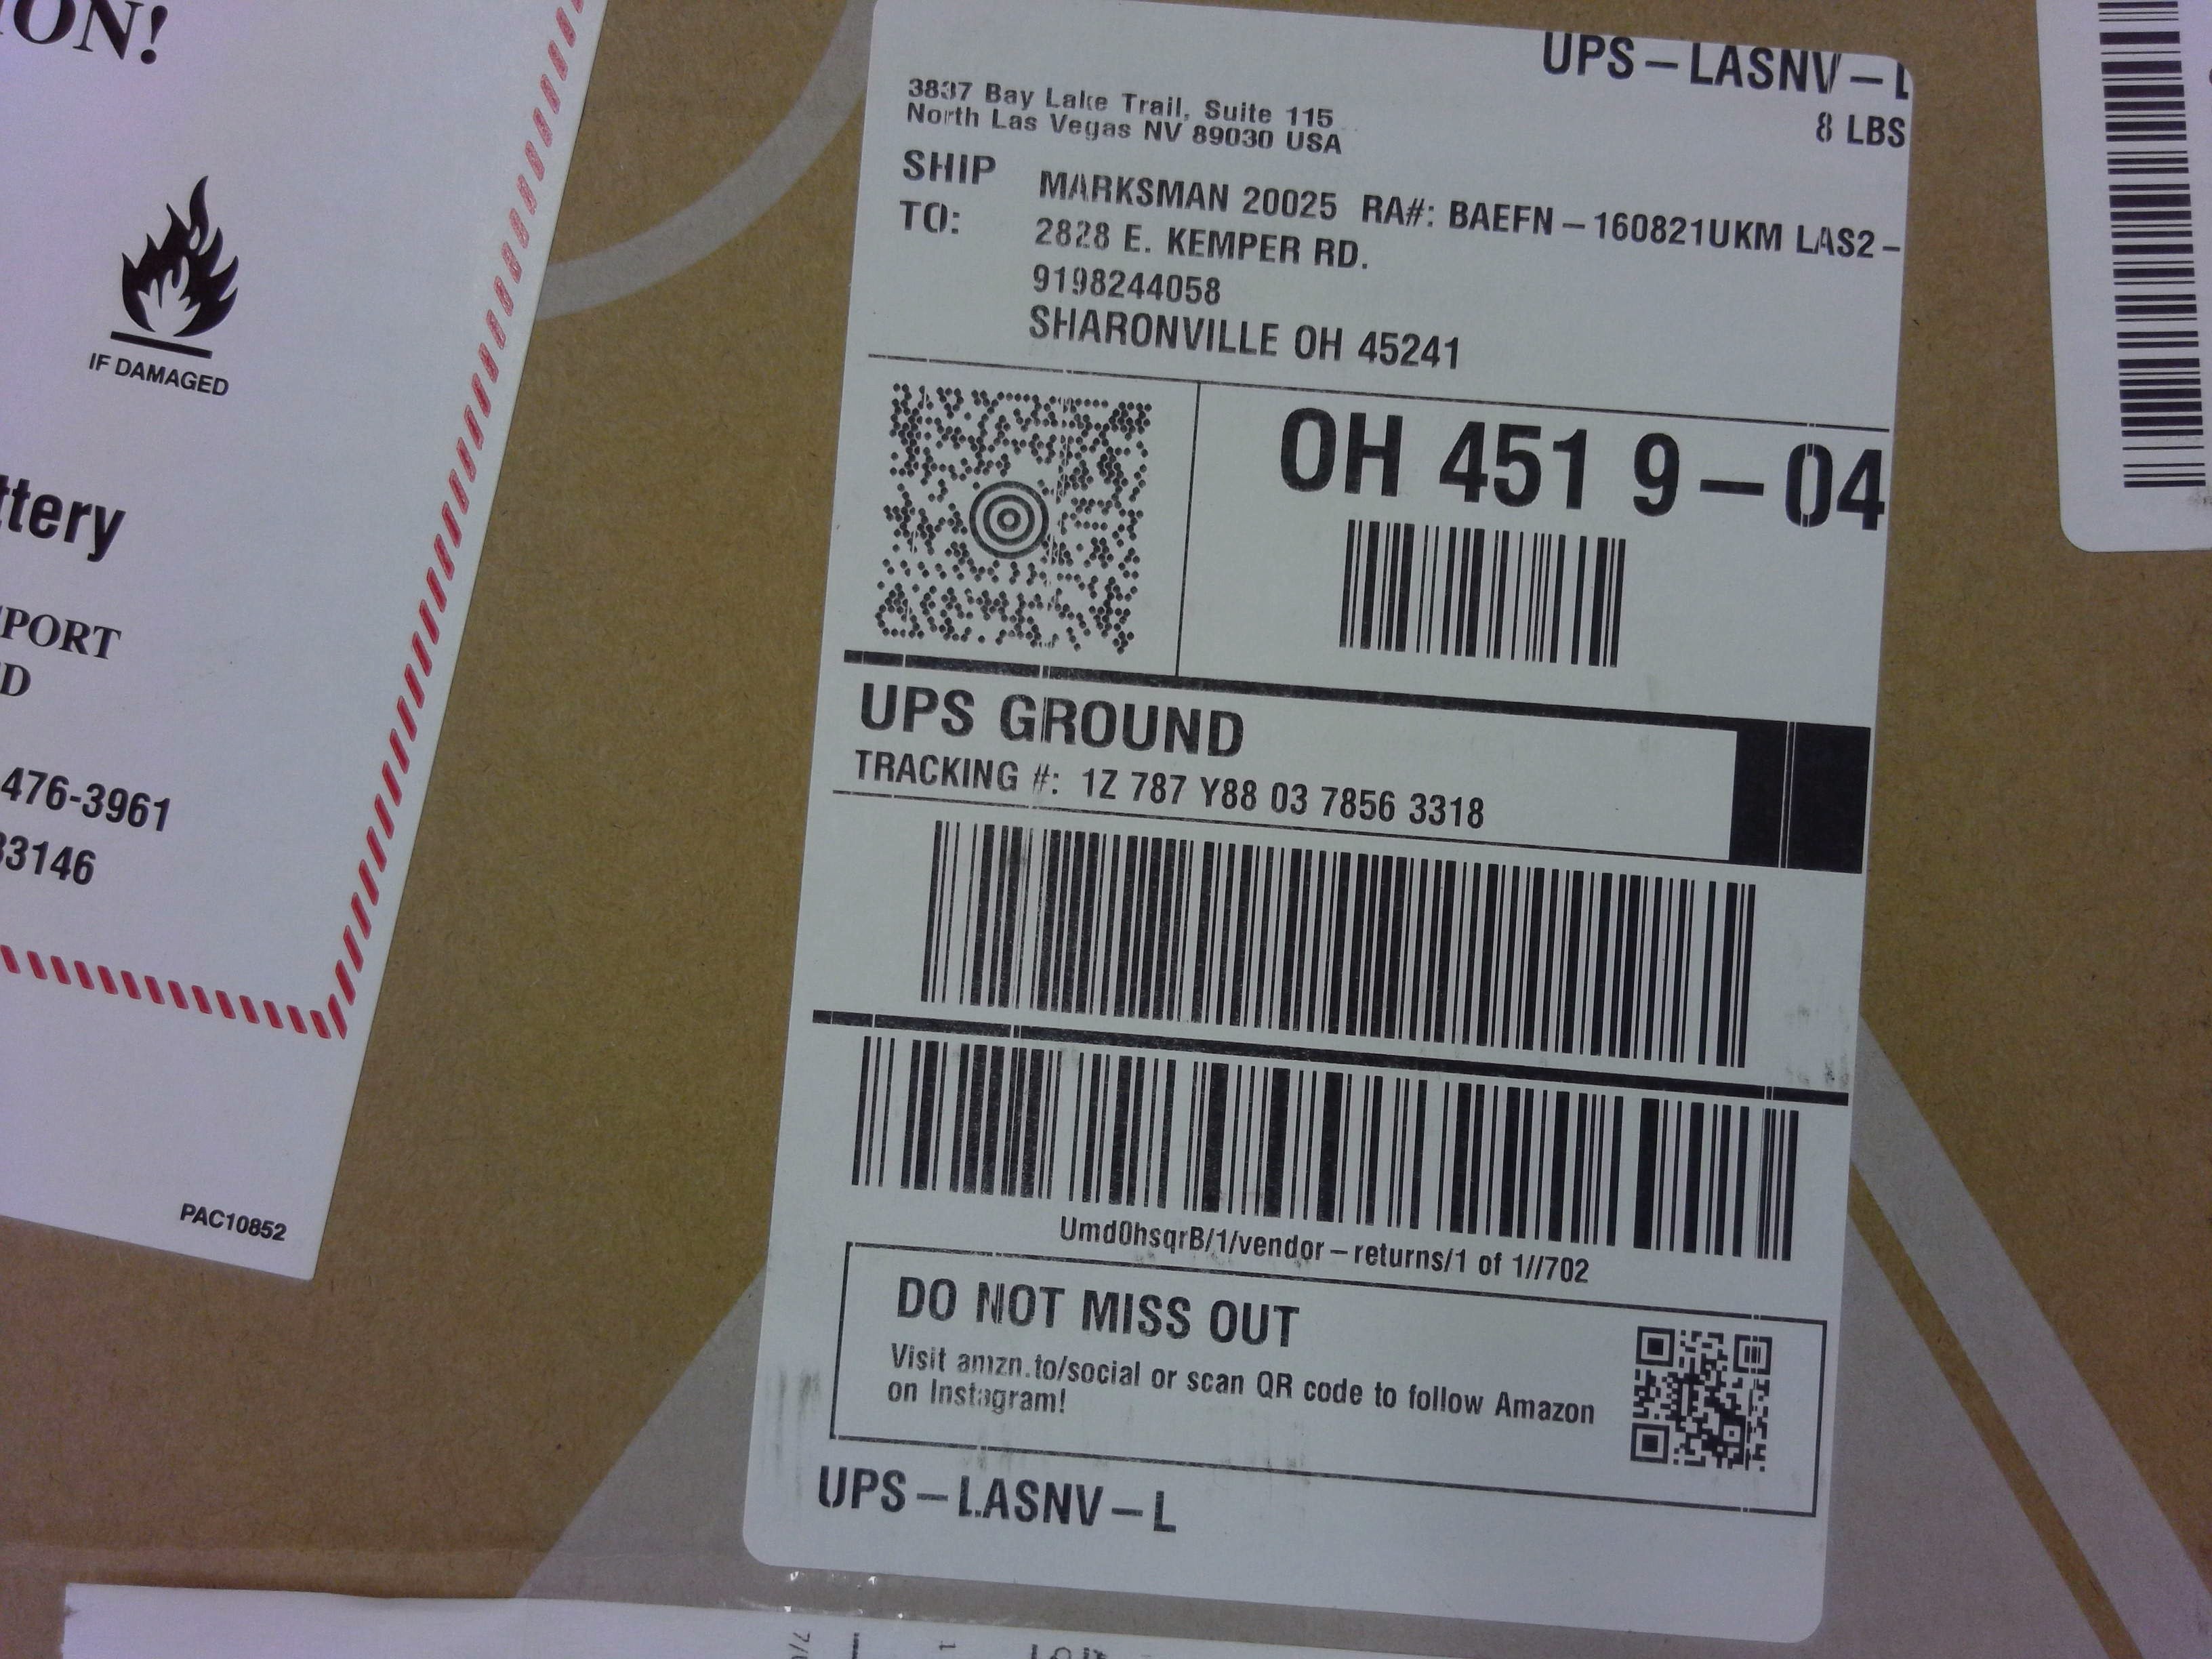 ION!
IF DAMAGED
ttery
PORT
D
476-3961
33146
PAC10852
UPS – LASNV – L
3837 Bay Lake Trail, Suite 115
8 LBS
North Las Vegas NV 89030 USA
SHIP TO:
MARKSMAN 20025 RA#: BAEFN – 160821UKM LAS2 –
2828 E. KEMPER RD.
9198244058
SHARONVILLE OH 45241
OH 451 9 – 04
UPS GROUND
TRACKING #: 1Z 787 Y88 03 7856 3318
Umd0hsqrB/1/vendor – returns/1 of 1//702
DO NOT MISS OUT
Visit amzn.to/social or scan QR code to follow Amazon
on Instagram!
UPS – LASNV – L